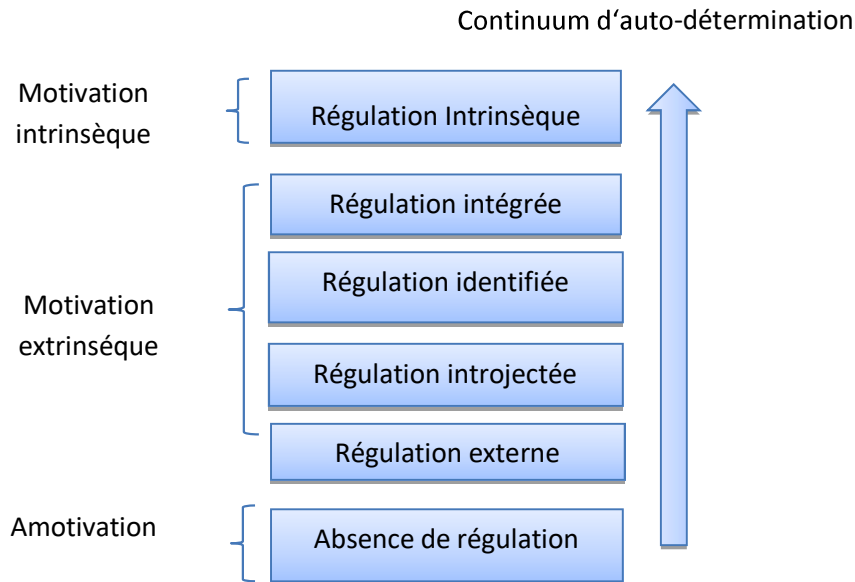 Continuum d‘auto-détermination
Motivation
intrinsèque
Régulation Intrinsèque
Motivation
extrinséque
Régulation intégrée
Régulation identifiée
Régulation introjectée
Régulation externe
Amotivation
Absence de régulation